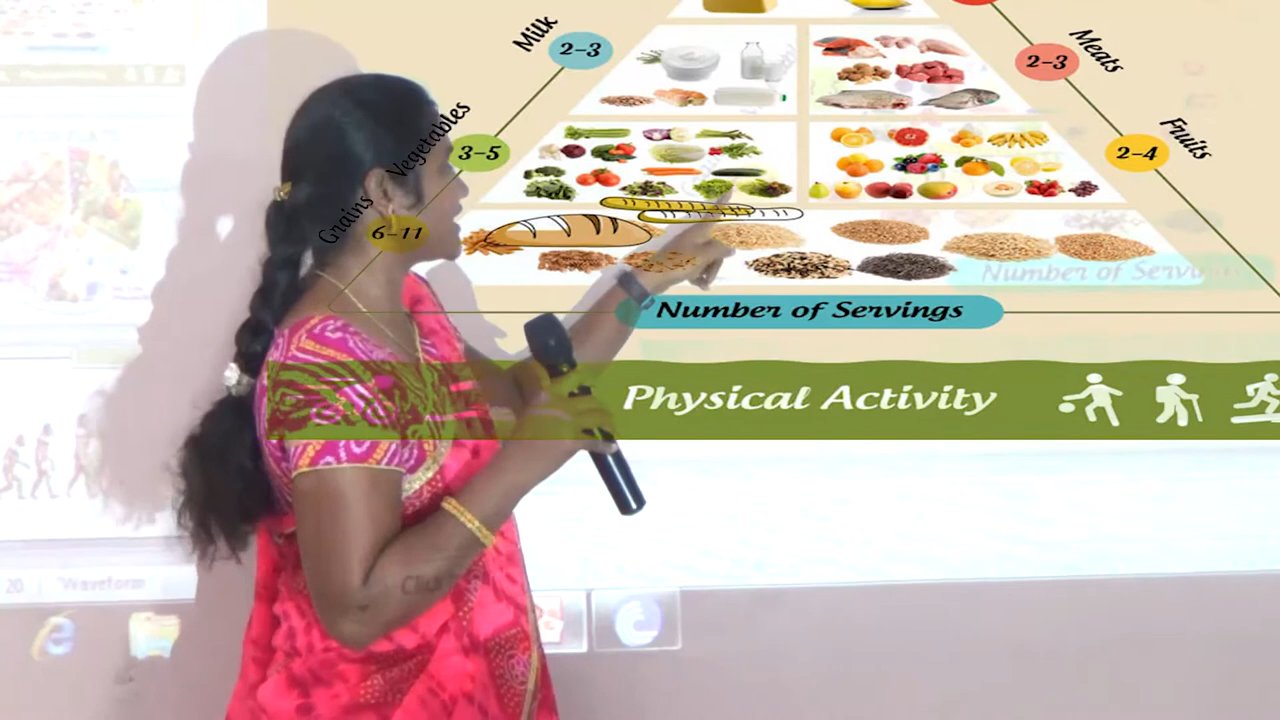 Milk
2–3
Meats
2–3
Vegetables
3–5
Fruits
2–4
Grains
6–11
Number of Servings
Number of Servings
Physical Activity
20
Waveform